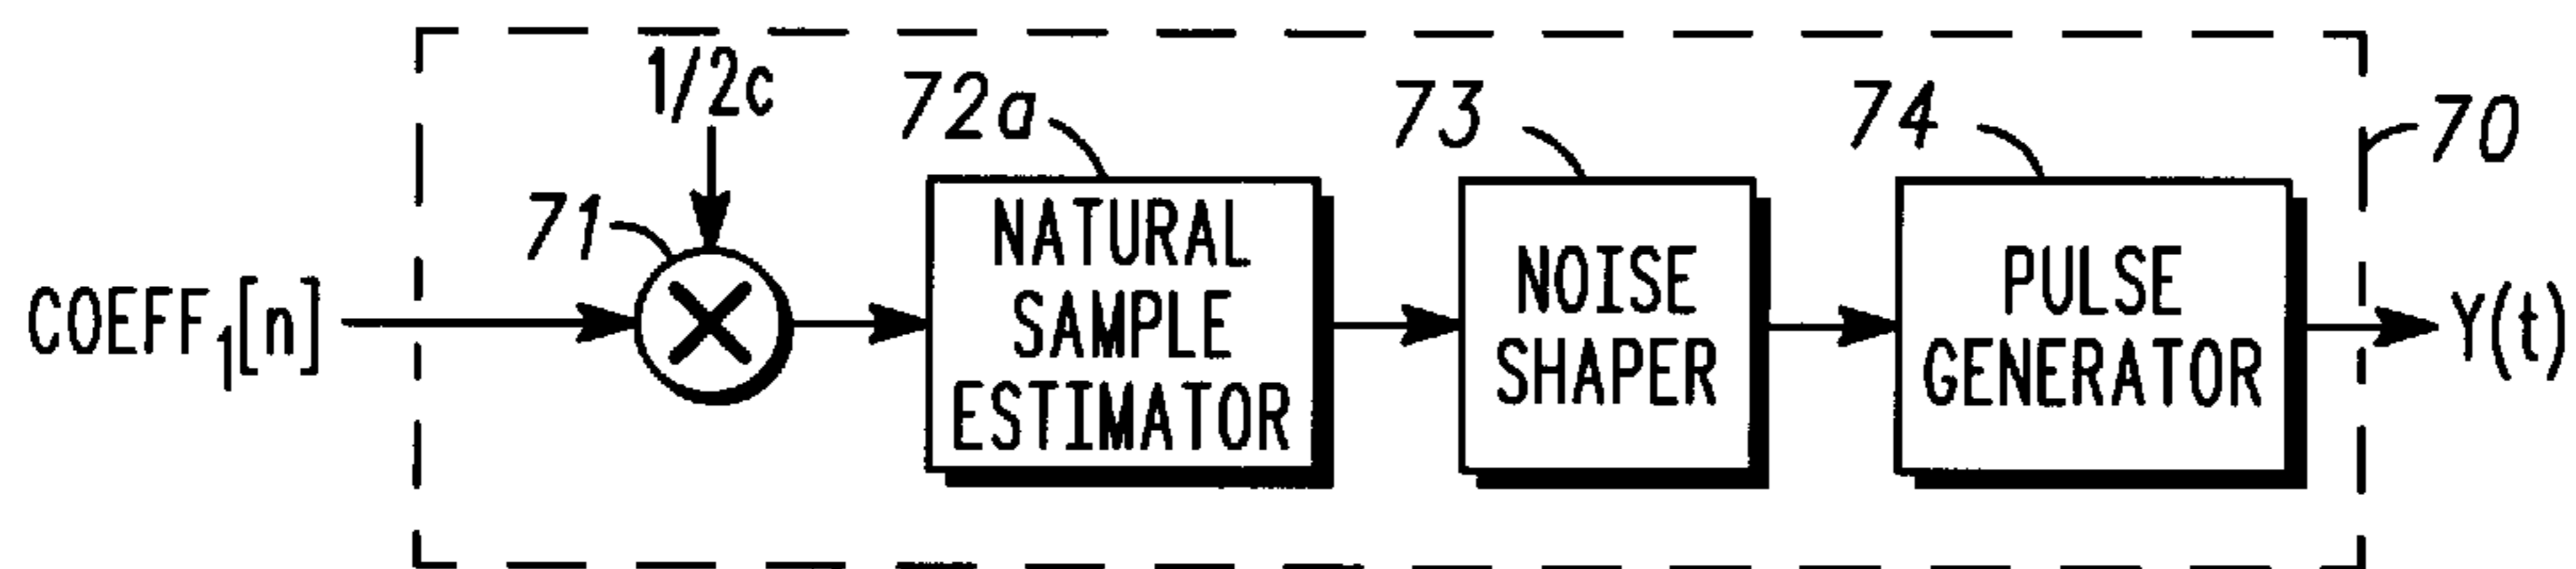 1/2c
72a
73
74
70
71
COEFF1[n]
NATURAL
SAMPLE
ESTIMATOR
NOISE
SHAPER
PULSE
GENERATOR
Y(t)